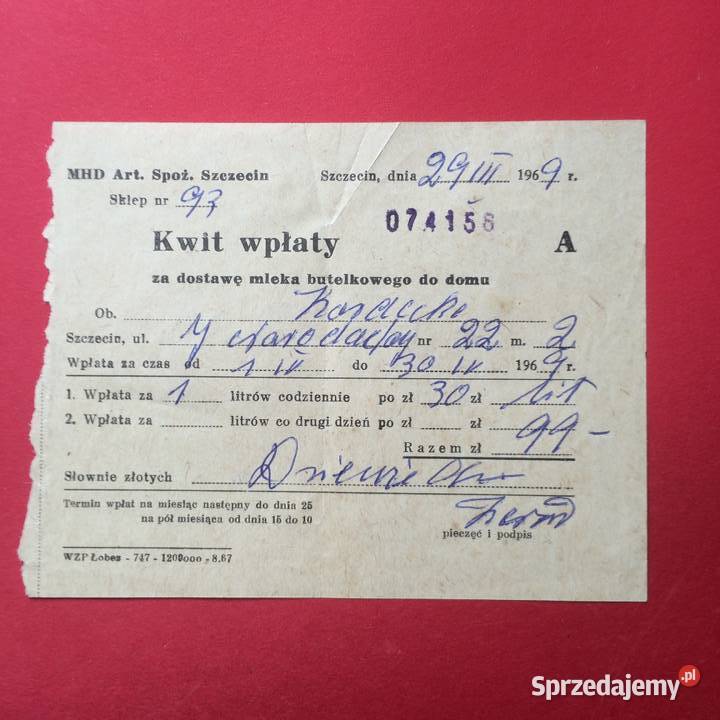 MHD Art. Spoż. Szczecin Szczecin, dnia 29 III 1969 r.
Sklep nr 93
074156
Kwit wpłaty A
za dostawę mleka butelkowego do domu
Ob.
Szczecin, ul. nr 22 m. 2
Wpłata za czas od 1 IV do 30 IV 1969 r.
1. Wpłata za 1 litrów codziennie po zł 30 zł lit
2. Wpłata za litrów co drugi dzień po zł zł 99-
Razem zł
Słownie złotych
Termin wpłat na miesiąc następny do dnia 25
na pół miesiąca od dnia 15 do 10
pieczęć i podpis
WZP Łobez - 747 - 1200000 - 8.67
Sprzedajemy.pl